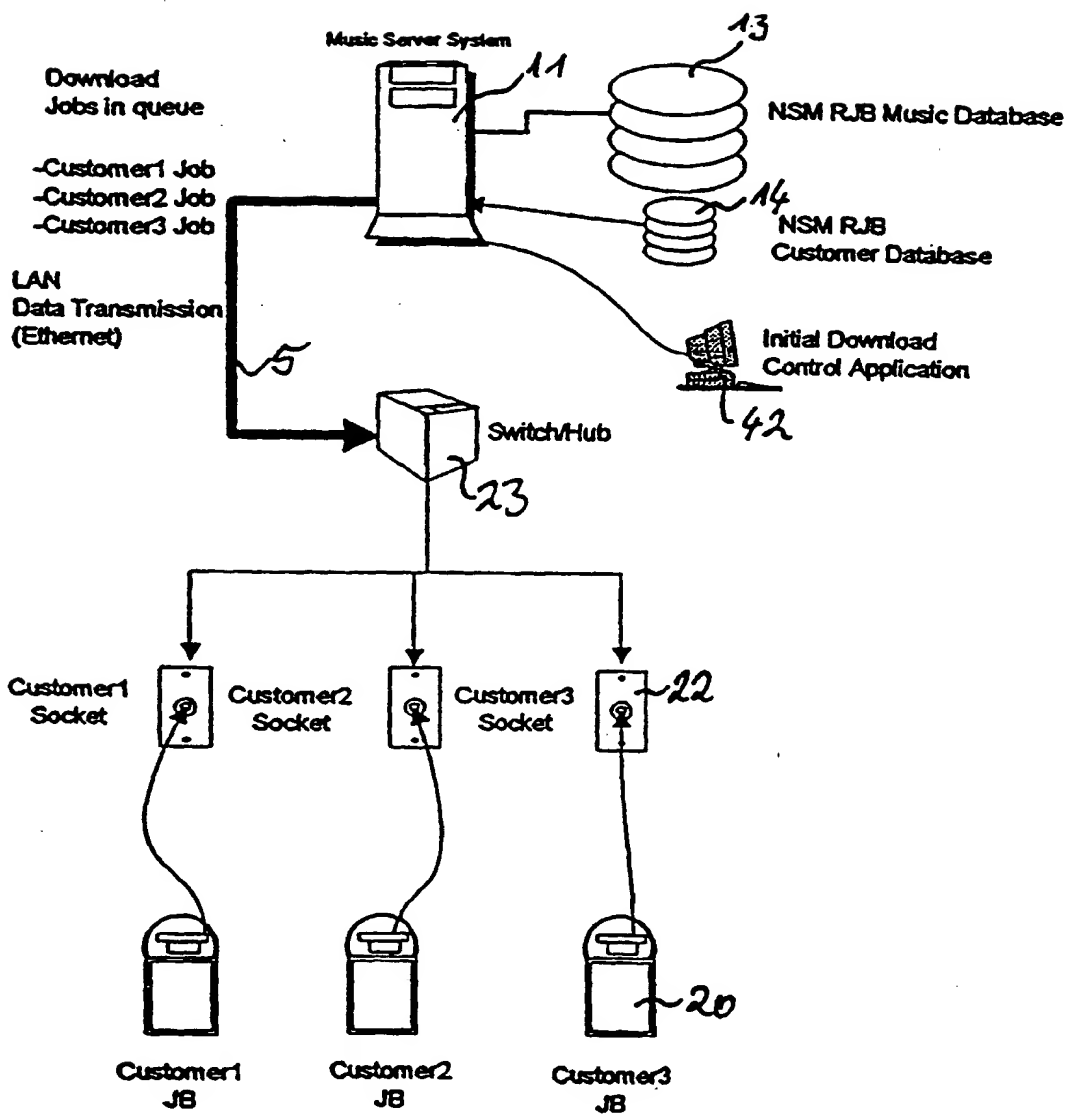 Music Server System
11
13
Download
Jobs in queue
NSM RJB Music Database
-Customer1 Job
-Customer2 Job
-Customer3 Job
14
NSM RJB
Customer Database
LAN
Data Transmission
(Ethernet)
5
Initial Download
Control Application
42
Switch/Hub
23
Customer1
Socket
Customer2
Socket
Customer3
Socket
22
20
Customer1
JB
Customer2
JB
Customer3
JB